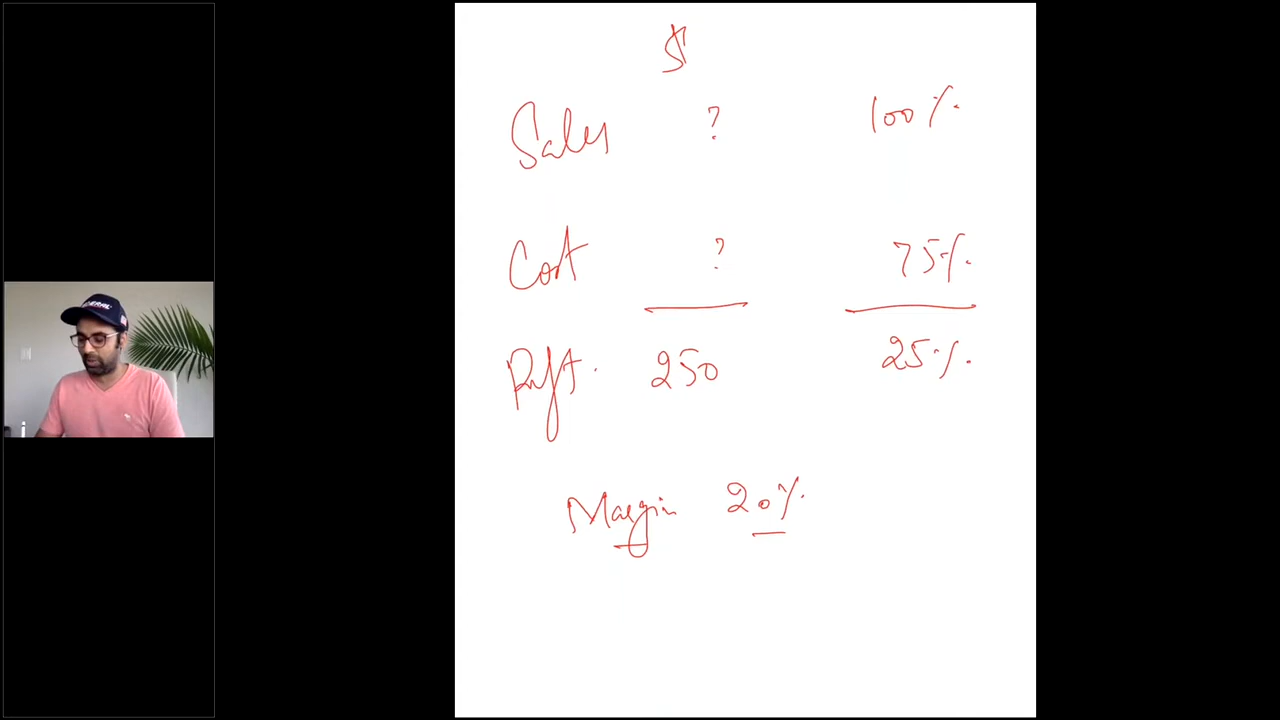 $
Sales ? 100%
Cost ? 75%
Profit. 250 25%
Margin 20%